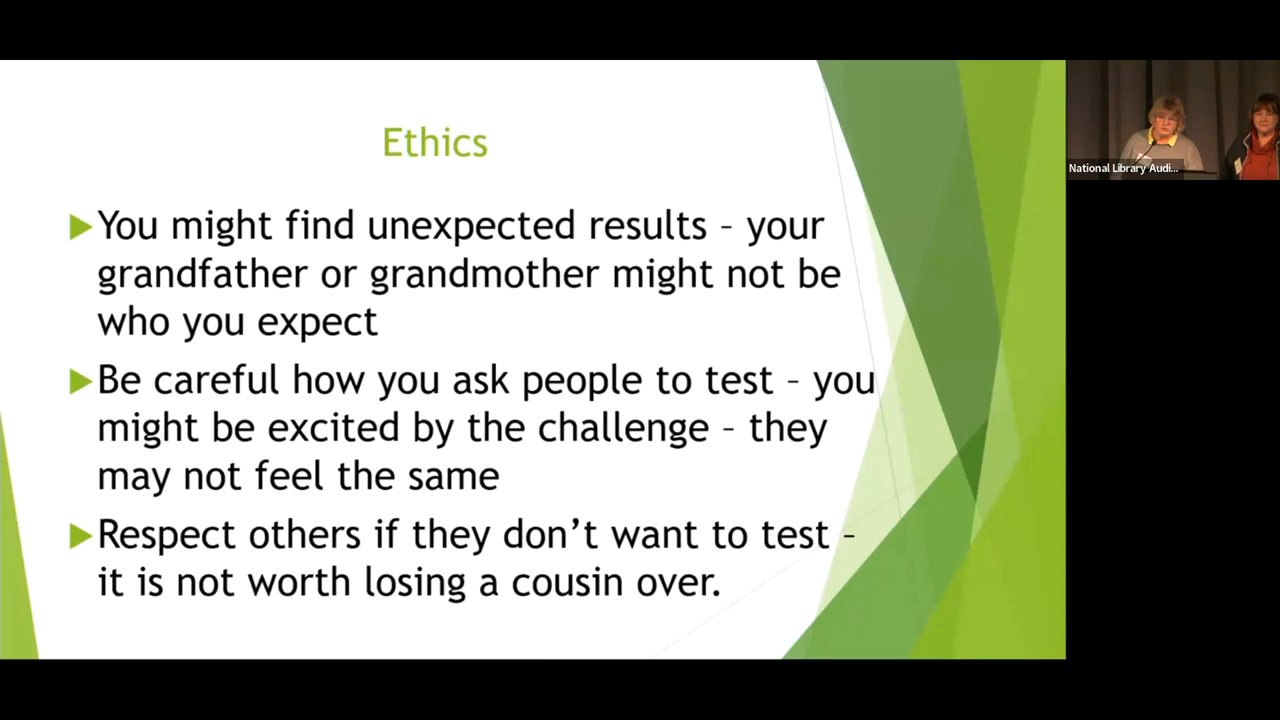 Ethics
You might find unexpected results – your
grandfather or grandmother might not be
who you expect
Be careful how you ask people to test – you
might be excited by the challenge – they
may not feel the same
Respect others if they don’t want to test –
it is not worth losing a cousin over.
National Library Audi...